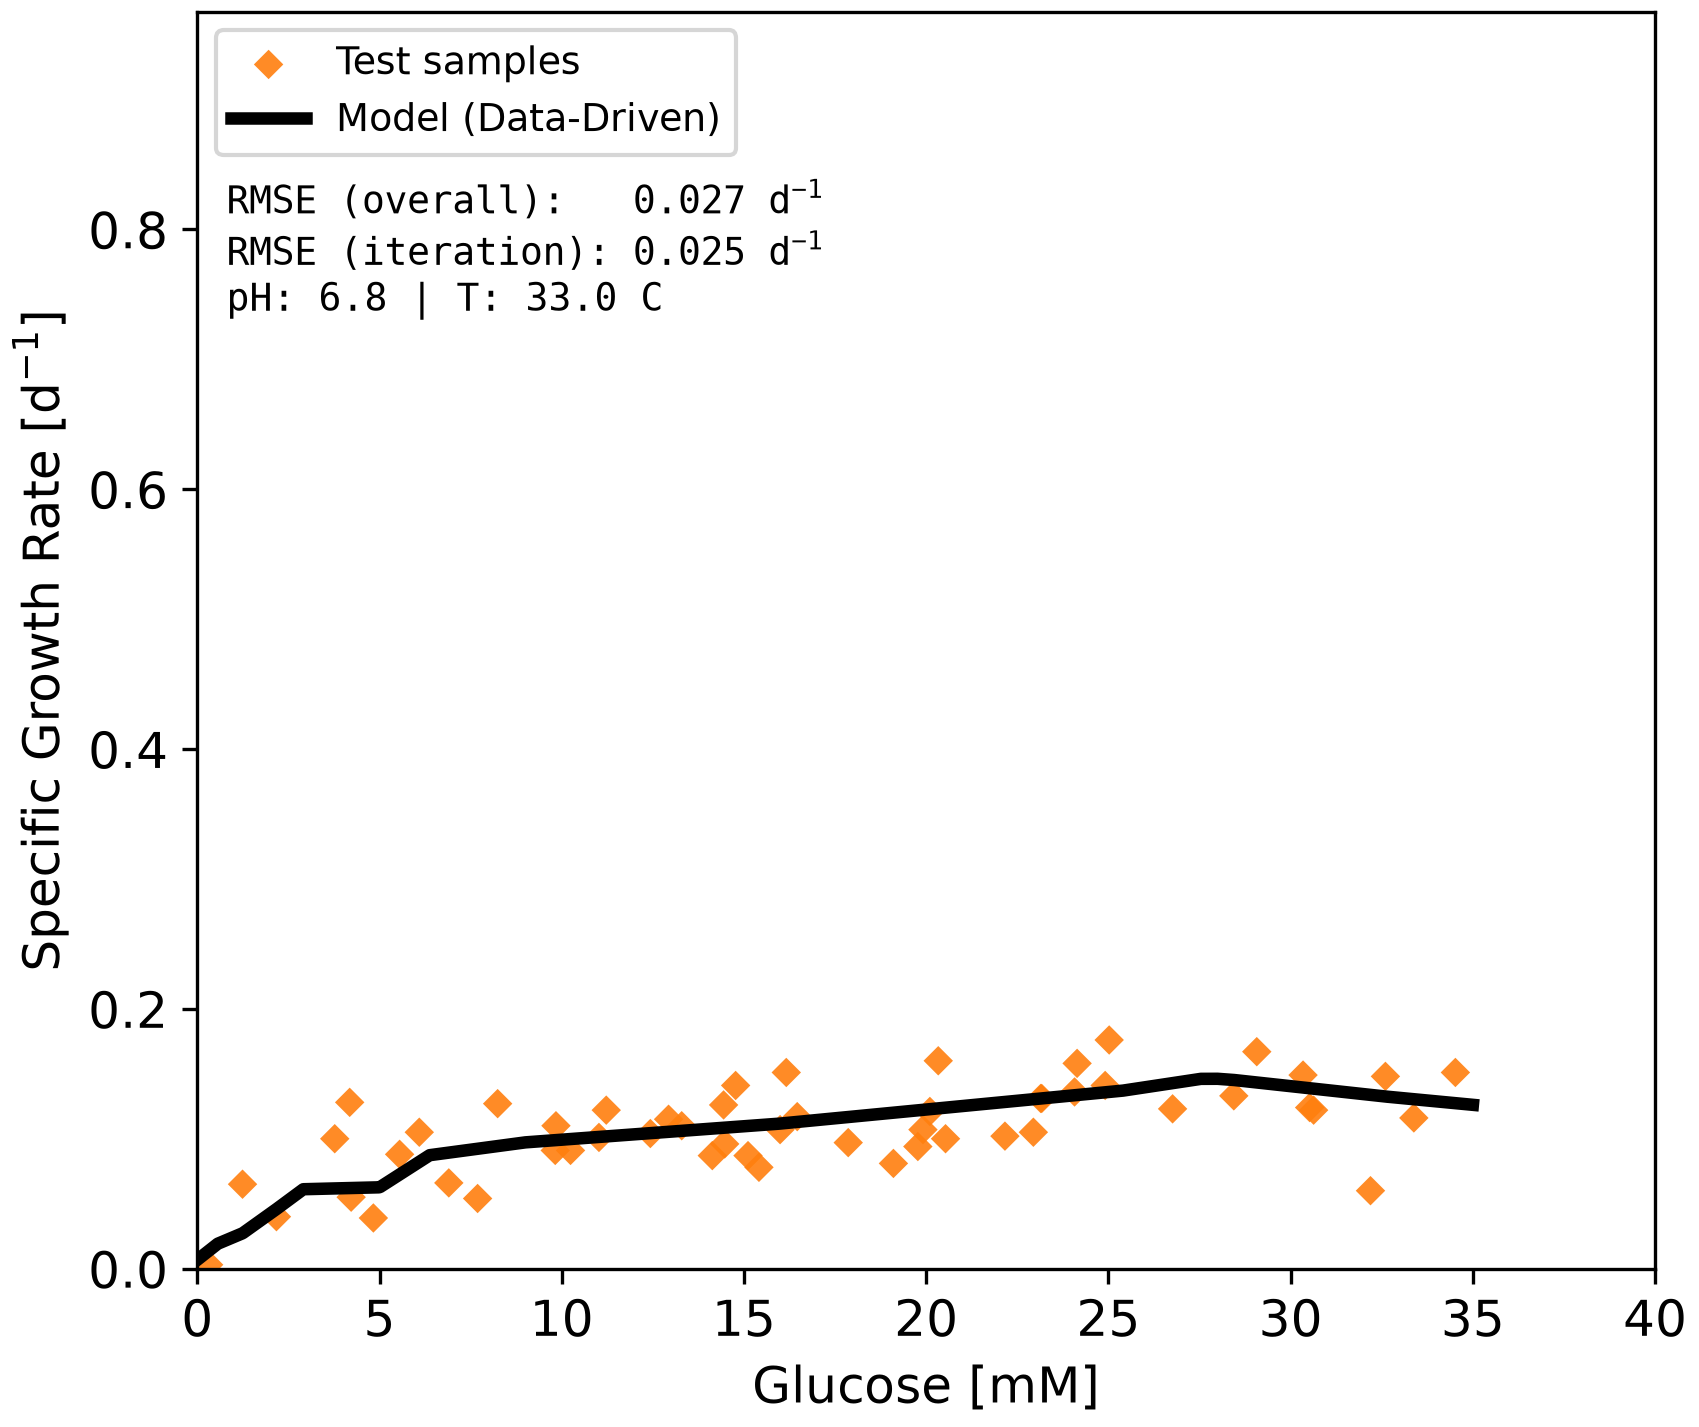 Test samples
Model (Data-Driven)
RMSE (overall):   0.027 d⁻¹
RMSE (iteration): 0.025 d⁻¹
pH: 6.8 | T: 33.0 C
Specific Growth Rate [d⁻¹]
0.8
0.6
0.4
0.2
0.0
0 5 10 15 20 25 30 35 40
Glucose [mM]